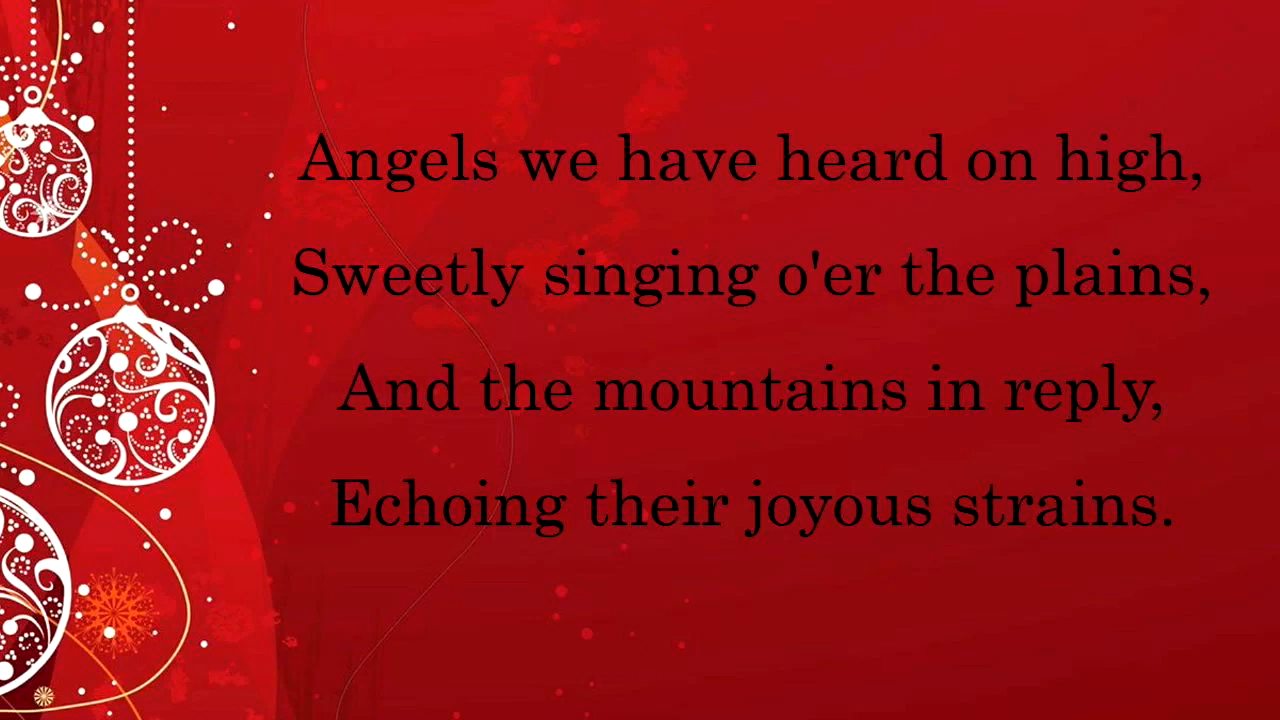 Angels we have heard on high,
Sweetly singing o'er the plains,
And the mountains in reply,
Echoing their joyous strains.